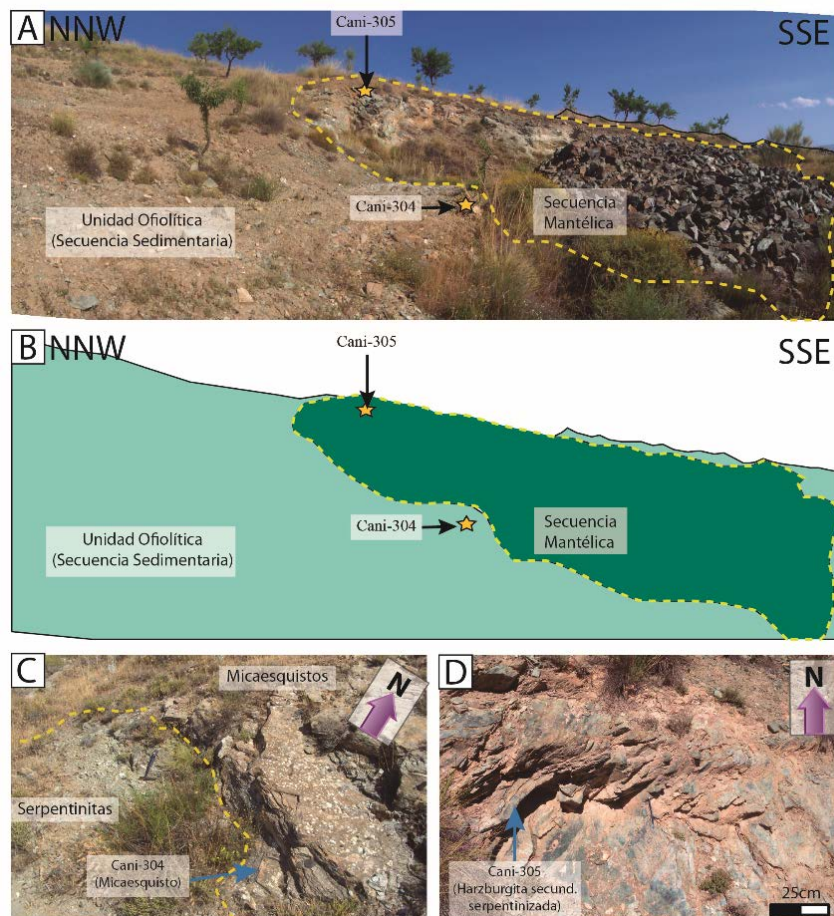 A NNW
Cani-305
SSE
Cani-304
Unidad Ofiolítica
(Secuencia Sedimentaria)
Secuencia
Mantélica
B NNW
Cani-305
SSE
Cani-304
Unidad Ofiolítica
(Secuencia Sedimentaria)
Secuencia
Mantélica
C
Micaesquistos
N
Serpentinitas
Cani-304
(Micaesquisto)
D
N
Cani-305
(Harzburgita secund.
serpentinizada)
25cm